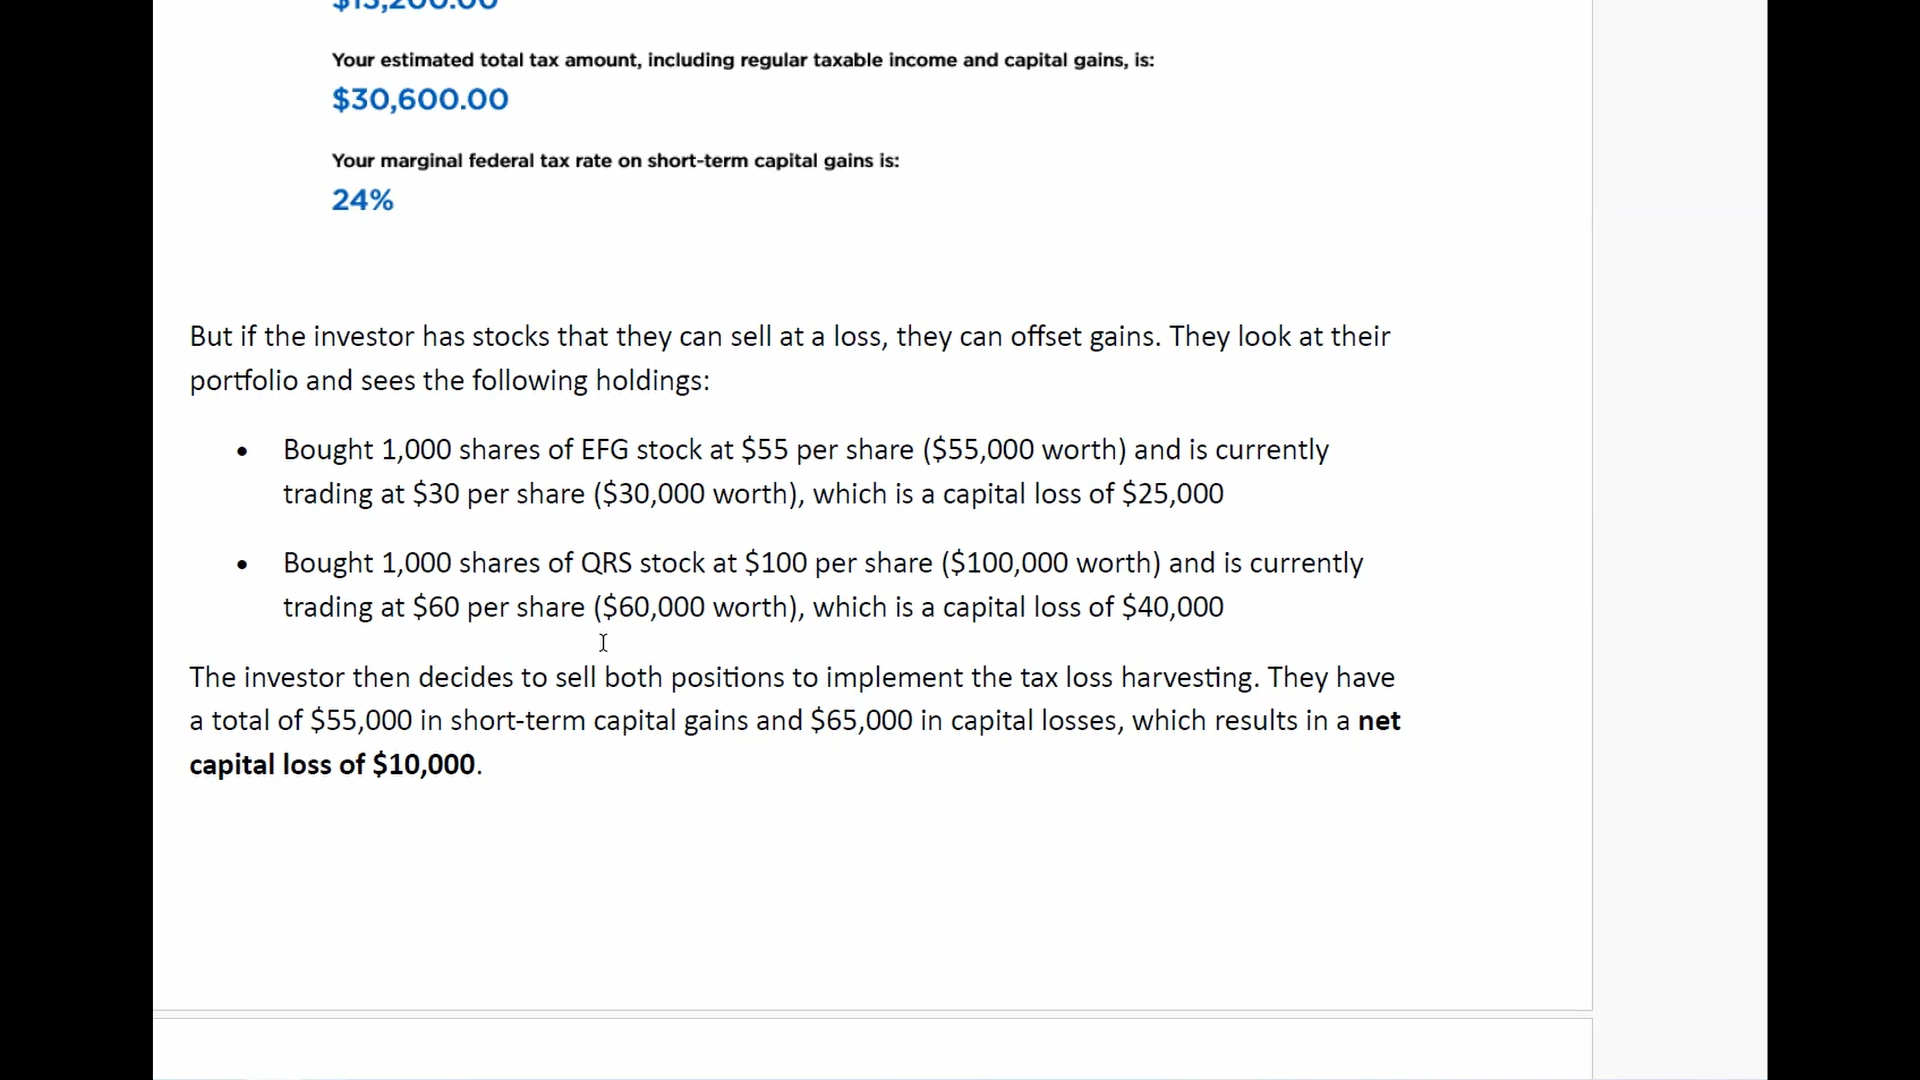 $13,200.00
Your estimated total tax amount, including regular taxable income and capital gains, is:
$30,600.00
Your marginal federal tax rate on short-term capital gains is:
24%
But if the investor has stocks that they can sell at a loss, they can offset gains. They look at their
portfolio and sees the following holdings:
• Bought 1,000 shares of EFG stock at $55 per share ($55,000 worth) and is currently
trading at $30 per share ($30,000 worth), which is a capital loss of $25,000
• Bought 1,000 shares of QRS stock at $100 per share ($100,000 worth) and is currently
trading at $60 per share ($60,000 worth), which is a capital loss of $40,000
The investor then decides to sell both positions to implement the tax loss harvesting. They have
a total of $55,000 in short-term capital gains and $65,000 in capital losses, which results in a net
capital loss of $10,000.